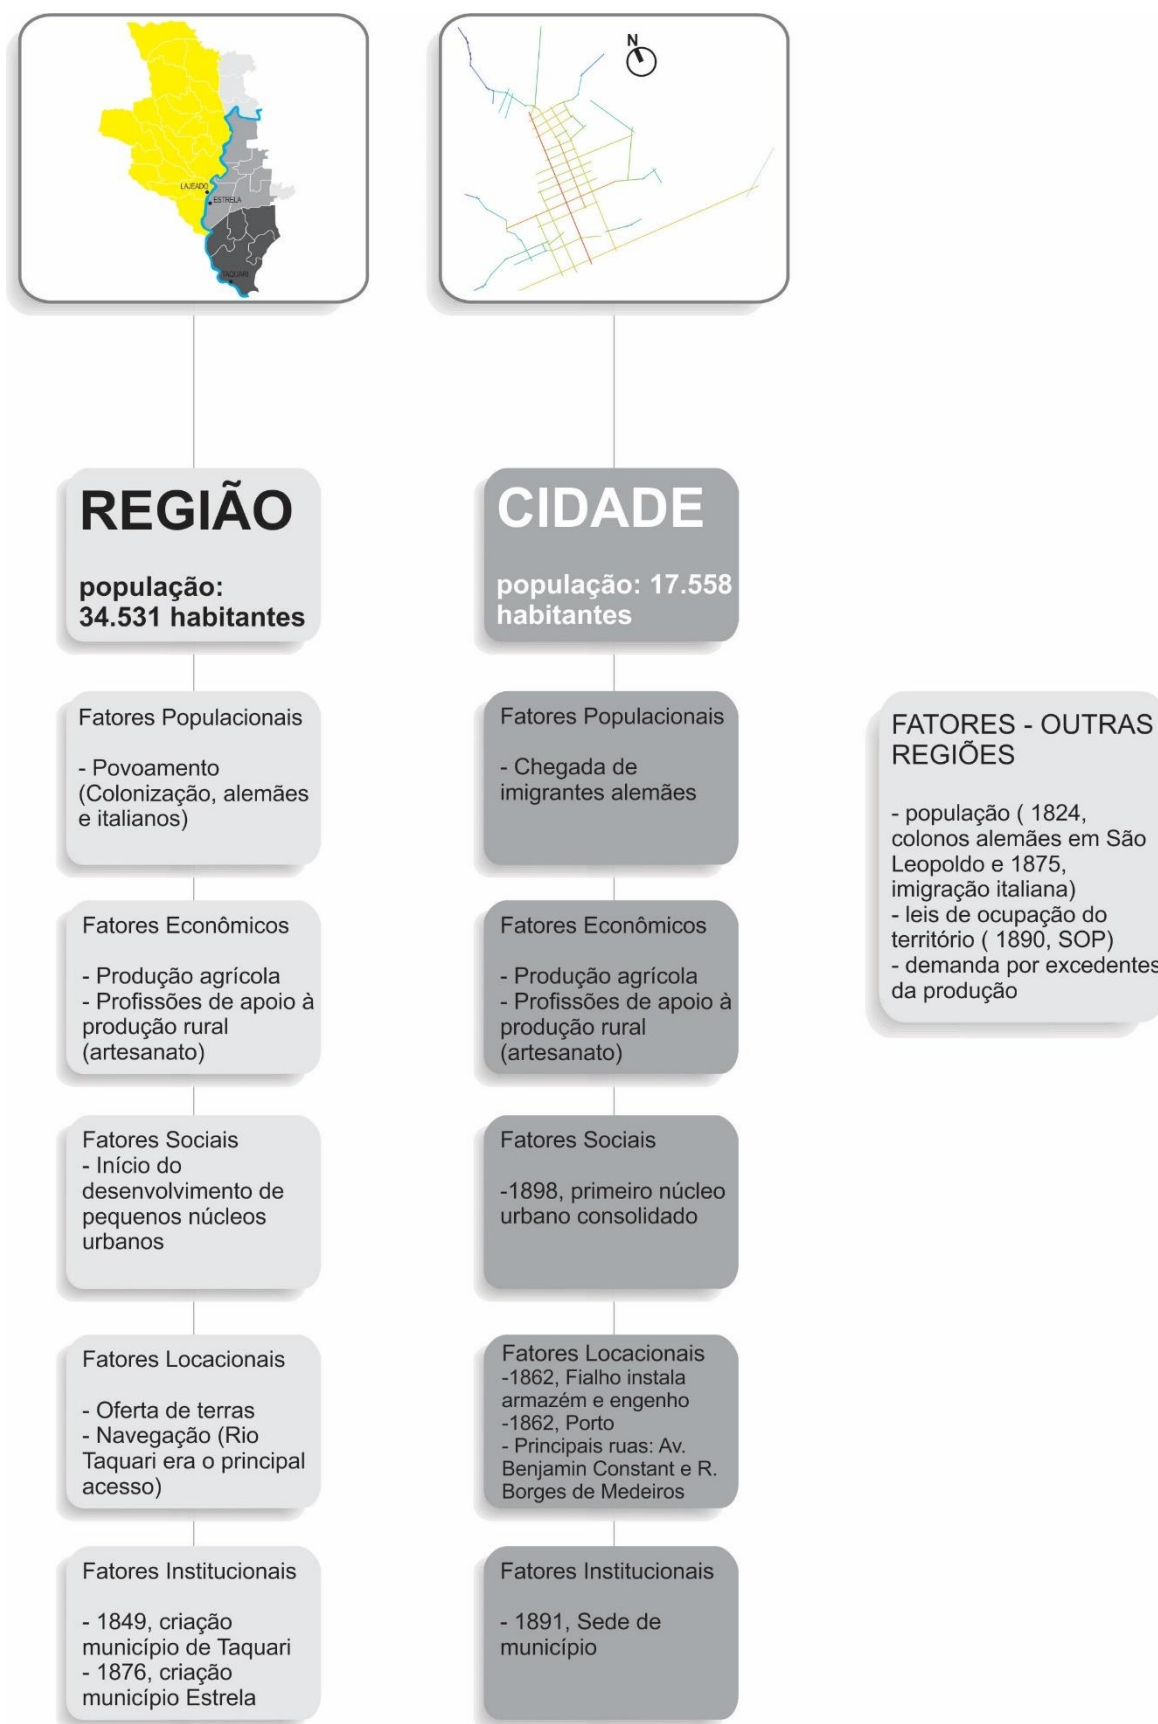 LAJEADO
ESTRELA
TAQUARI
N
REGIÃO
população:
34.531 habitantes
Fatores Populacionais
- Povoamento
(Colonização, alemães
e italianos)
Fatores Econômicos
- Produção agrícola
- Profissões de apoio à
produção rural
(artesanato)
Fatores Sociais
- Início do
desenvolvimento de
pequenos núcleos
urbanos
Fatores Locacionais
- Oferta de terras
- Navegação (Rio
Taquari era o principal
acesso)
Fatores Institucionais
- 1849, criação
município de Taquari
- 1876, criação
município Estrela
CIDADE
população: 17.558
habitantes
Fatores Populacionais
- Chegada de
imigrantes alemães
Fatores Econômicos
- Produção agrícola
- Profissões de apoio à
produção rural
(artesanato)
Fatores Sociais
-1898, primeiro núcleo
urbano consolidado
Fatores Locacionais
-1862, Fialho instala
armazém e engenho
-1862, Porto
- Principais ruas: Av.
Benjamin Constant e R.
Borges de Medeiros
Fatores Institucionais
- 1891, Sede de
município
FATORES - OUTRAS
REGIÕES
- população ( 1824,
colonos alemães em São
Leopoldo e 1875,
imigração italiana)
- leis de ocupação do
território ( 1890, SOP)
- demanda por excedentes
da produção